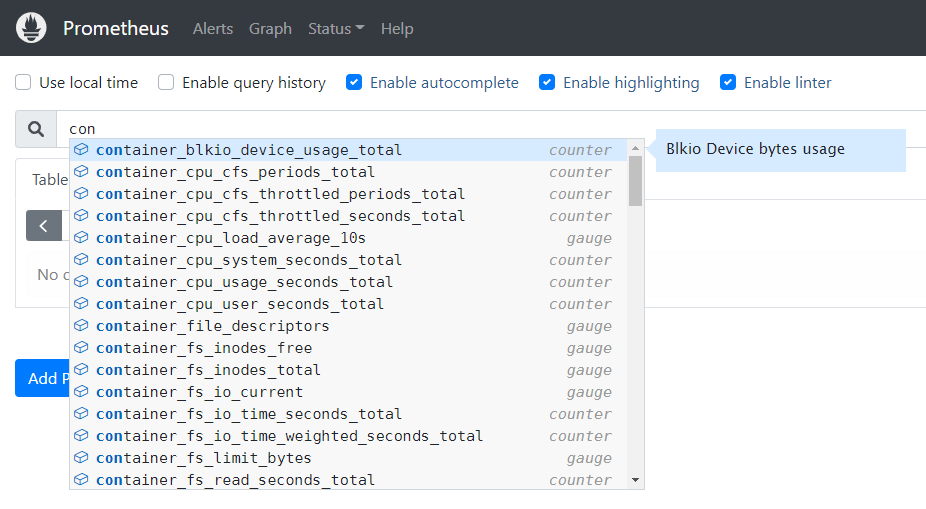 Prometheus Alerts Graph Status Help
Use local time Enable query history Enable autocomplete Enable highlighting Enable linter
con
container_blkio_device_usage_total counter Blkio Device bytes usage
container_cpu_cfs_periods_total counter
Table
container_cpu_cfs_throttled_periods_total counter
container_cpu_cfs_throttled_seconds_total counter
container_cpu_load_average_10s gauge
container_cpu_system_seconds_total counter
No
container_cpu_usage_seconds_total counter
container_cpu_user_seconds_total counter
container_file_descriptors gauge
container_fs_inodes_free gauge
container_fs_inodes_total gauge
Add P
container_fs_io_current gauge
container_fs_io_time_seconds_total counter
container_fs_io_time_weighted_seconds_total counter
container_fs_limit_bytes gauge
container_fs_read_seconds_total counter